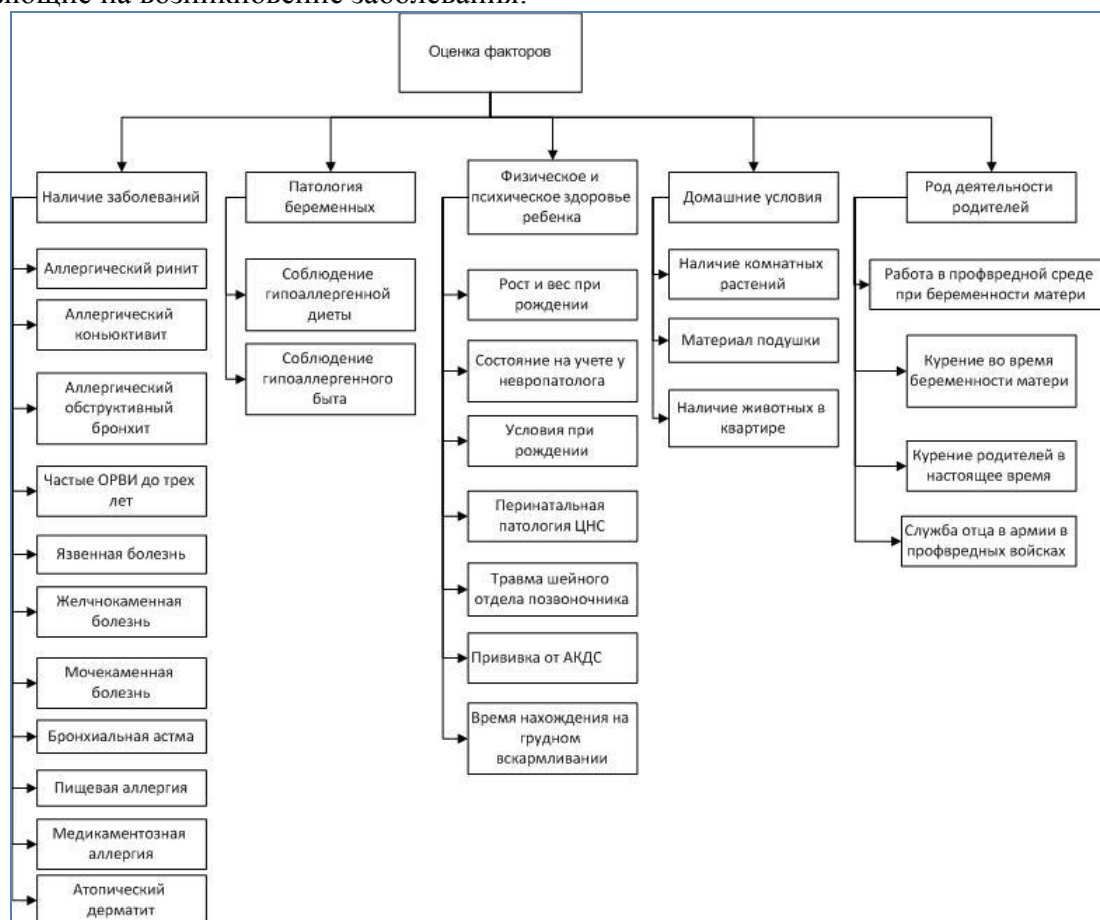 яющие на возникновение заболевания.
Оценка факторов
Наличие заболеваний
Аллергический ринит
Аллергический
коньюктивит
Аллергический
обструктивный
бронхит
Частые ОРВИ до трех
лет
Язвенная болезнь
Желчнокаменная
болезнь
Мочекаменная
болезнь
Бронхиальная астма
Пищевая аллергия
Медикаментозная
аллергия
Атопический
дерматит
Патология
беременных
Соблюдение
гипоаллергенной
диеты
Соблюдение
гипоаллергенного
быта
Физическое и
психическое здоровье
ребенка
Рост и вес при
рождении
Состояние на учете у
невропатолога
Условия при
рождении
Перинатальная
патология ЦНС
Травма шейного
отдела позвоночника
Прививка от АКДС
Время нахождения на
грудном
вскармливании
Домашние условия
Наличие комнатных
растений
Материал подушки
Наличие животных в
квартире
Род деятельности
родителей
Работа в профвредной среде
при беременности матери
Курение во время
беременности матери
Курение родителей в
настоящее время
Служба отца в армии в
профвредных войсках